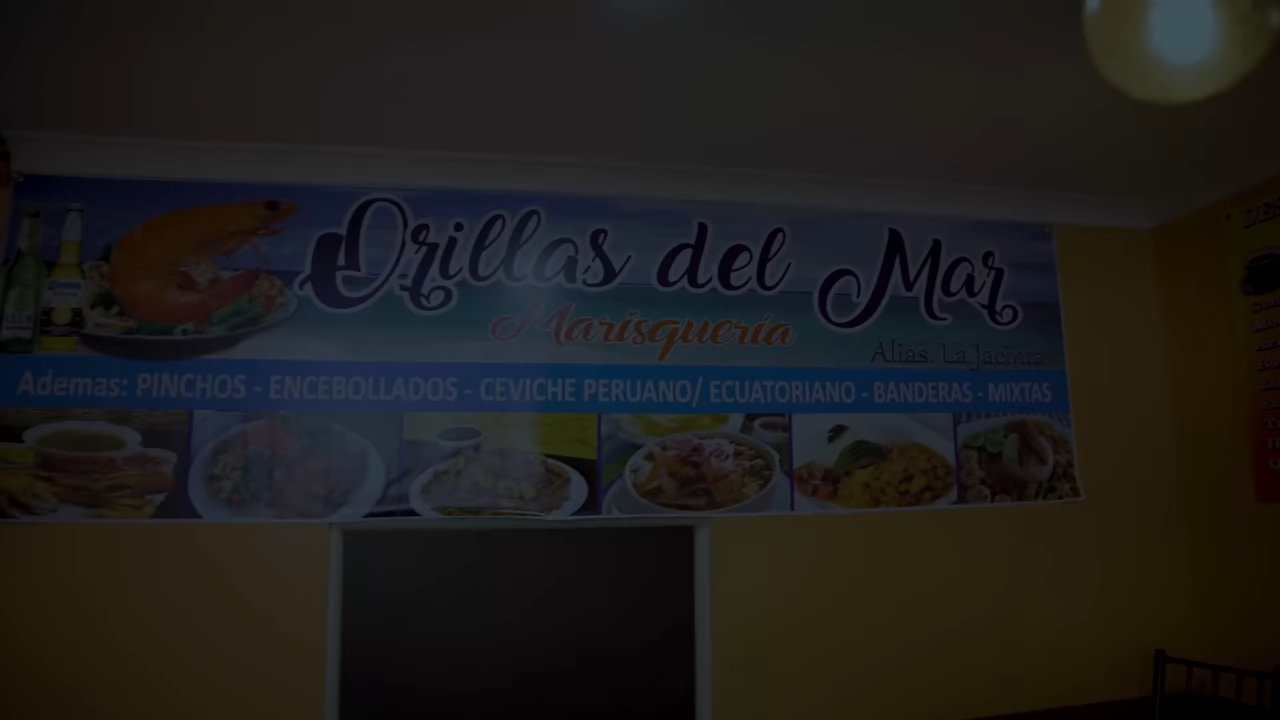 Orillas del Mar
Marisquería
Alias. La Jacinta
Ademas: PINCHOS - ENCEBOLLADOS - CEVICHE PERUANO/ ECUATORIANO - BANDERAS - MIXTAS